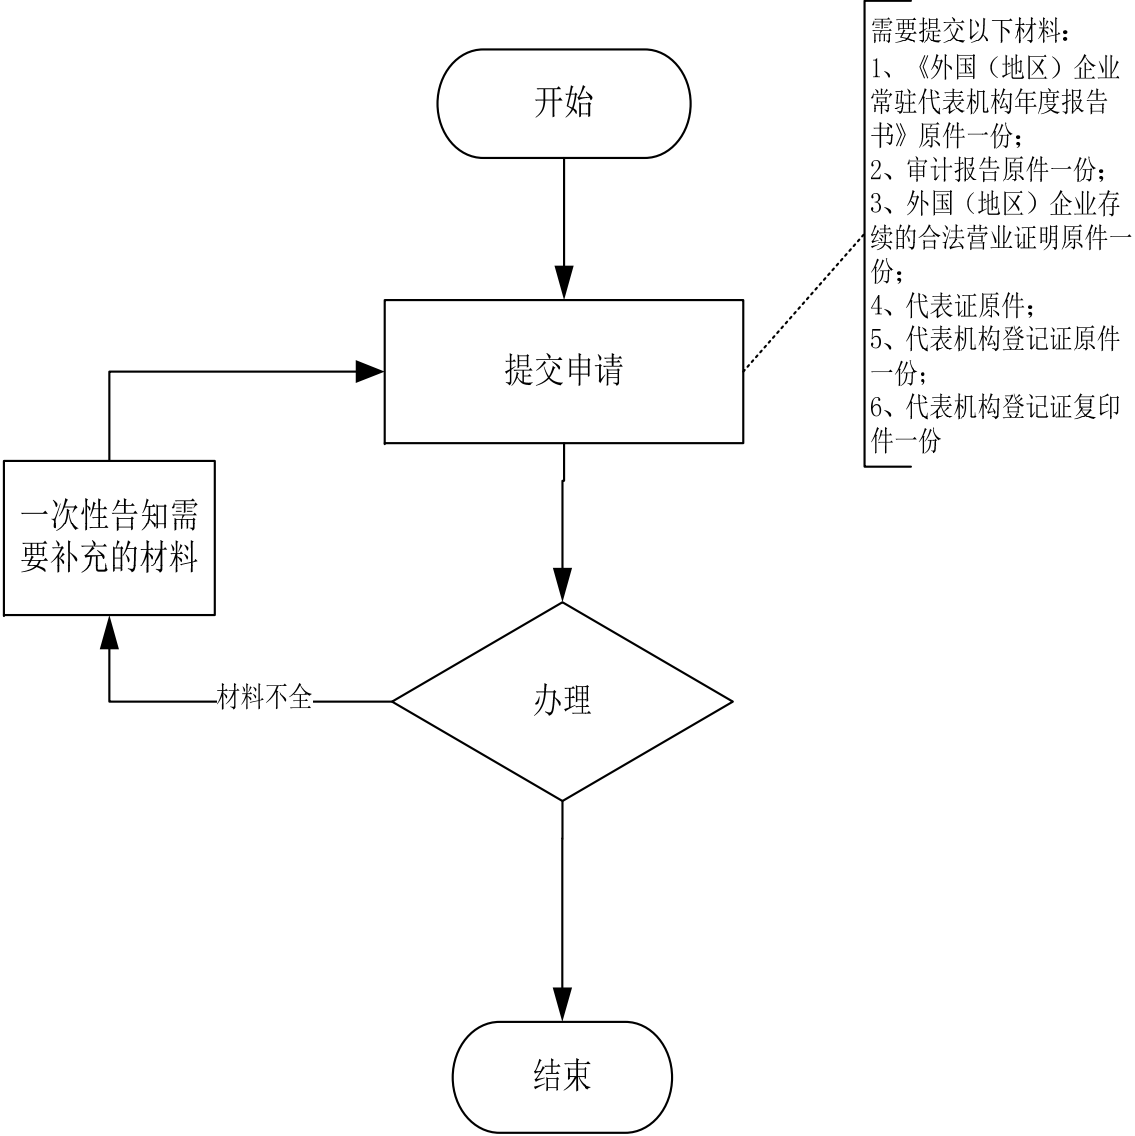 开始
需要提交以下材料：
1、《外国（地区）企业
常驻代表机构年度报告
书》原件一份；
2、审计报告原件一份；
3、外国（地区）企业存
续的合法营业证明原件一
份；
4、代表证原件；
5、代表机构登记证原件
一份；
6、代表机构登记证复印
件一份
提交申请
一次性告知需
要补充的材料
材料不全
办理
结束